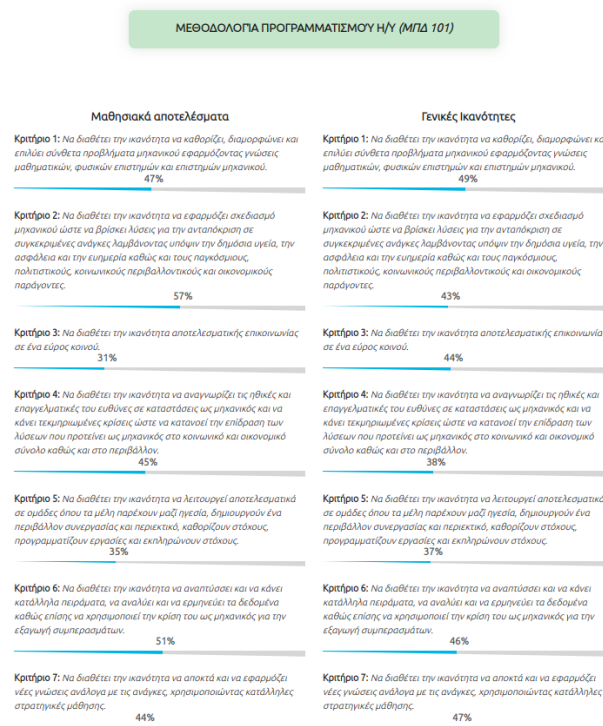 ΜΕΘΟΔΟΛΟΓΊΑ ΠΡΟΓΡΑΜΜΑΤΙΣΜΟΎ Η/Υ (ΜΠΔ 101)
Μαθησιακά αποτελέσματα
Κριτήριο 1: Να διαθέτει την ικανότητα να καθορίζει, διαμορφώνει και
επιλύει σύνθετα προβλήματα μηχανικού εφαρμόζοντας γνώσεις
μαθηματικών, φυσικών επιστημών και επιστημών μηχανικού.
47%
Κριτήριο 2: Να διαθέτει την ικανότητα να εφαρμόζει σχεδιασμό
μηχανικού ώστε να βρίσκει λύσεις για την ανταπόκριση σε
συγκεκριμένες ανάγκες λαμβάνοντας υπόψιν την δημόσια υγεία, την
ασφάλεια και την ευημερία καθώς και τους παγκόσμιους,
πολιτιστικούς, κοινωνικούς περιβαλλοντικούς και οικονομικούς
παράγοντες.
57%
Κριτήριο 3: Να διαθέτει την ικανότητα αποτελεσματικής επικοινωνίας
σε ένα εύρος κοινού.
31%
Κριτήριο 4: Να διαθέτει την ικανότητα να αναγνωρίζει τις ηθικές και
επαγγελματικές του ευθύνες σε καταστάσεις ως μηχανικός και να
κάνει τεκμηριωμένες κρίσεις ώστε να κατανοεί την επίδραση των
λύσεων που προτείνει ως μηχανικός στο κοινωνικό και οικονομικό
σύνολο καθώς και στο περιβάλλον.
45%
Κριτήριο 5: Να διαθέτει την ικανότητα να λειτουργεί αποτελεσματικά
σε ομάδες όπου τα μέλη παρέχουν μαζί ηγεσία, δημιουργούν ένα
περιβάλλον συνεργασίας και περιεκτικό, καθορίζουν στόχους,
προγραμματίζουν εργασίες και εκπληρώνουν στόχους.
35%
Κριτήριο 6: Να διαθέτει την ικανότητα να αναπτύσσει και να κάνει
κατάλληλα πειράματα, να αναλύει και να ερμηνεύει τα δεδομένα
καθώς επίσης να χρησιμοποιεί την κρίση του ως μηχανικός για την
εξαγωγή συμπερασμάτων.
51%
Κριτήριο 7: Να διαθέτει την ικανότητα να αποκτά και να εφαρμόζει
νέες γνώσεις ανάλογα με τις ανάγκες, χρησιμοποιώντας κατάλληλες
στρατηγικές μάθησης.
44%
Γενικές Ικανότητες
Κριτήριο 1: Να διαθέτει την ικανότητα να καθορίζει, διαμορφώνει κα
επιλύει σύνθετα προβλήματα μηχανικού εφαρμόζοντας γνώσεις
μαθηματικών, φυσικών επιστημών και επιστημών μηχανικού.
49%
Κριτήριο 2: Να διαθέτει την ικανότητα να εφαρμόζει σχεδιασμό
μηχανικού ώστε να βρίσκει λύσεις για την ανταπόκριση σε
συγκεκριμένες ανάγκες λαμβάνοντας υπόψιν την δημόσια υγεία, την
ασφάλεια και την ευημερία καθώς και τους παγκόσμιους,
πολιτιστικούς, κοινωνικούς περιβαλλοντικούς και οικονομικούς
παράγοντες.
43%
Κριτήριο 3: Να διαθέτει την ικανότητα αποτελεσματικής επικοινωνία
σε ένα εύρος κοινού.
44%
Κριτήριο 4: Να διαθέτει την ικανότητα να αναγνωρίζει τις ηθικές και
επαγγελματικές του ευθύνες σε καταστάσεις ως μηχανικός και να
κάνει τεκμηριωμένες κρίσεις ώστε να κατανοεί την επίδραση των
λύσεων που προτείνει ως μηχανικός στο κοινωνικό και οικονομικό
σύνολο καθώς και στο περιβάλλον.
38%
Κριτήριο 5: Να διαθέτει την ικανότητα να λειτουργεί αποτελεσματικά
σε ομάδες όπου τα μέλη παρέχουν μαζί ηγεσία, δημιουργούν ένα
περιβάλλον συνεργασίας και περιεκτικό, καθορίζουν στόχους,
προγραμματίζουν εργασίες και εκπληρώνουν στόχους.
37%
Κριτήριο 6: Να διαθέτει την ικανότητα να αναπτύσσει και να κάνει
κατάλληλα πειράματα, να αναλύει και να ερμηνεύει τα δεδομένα
καθώς επίσης να χρησιμοποιεί την κρίση του ως μηχανικός για την
εξαγωγή συμπερασμάτων.
46%
Κριτήριο 7: Να διαθέτει την ικανότητα να αποκτά και να εφαρμόζει
νέες γνώσεις ανάλογα με τις ανάγκες, χρησιμοποιώντας κατάλληλες
στρατηγικές μάθησης.
47%